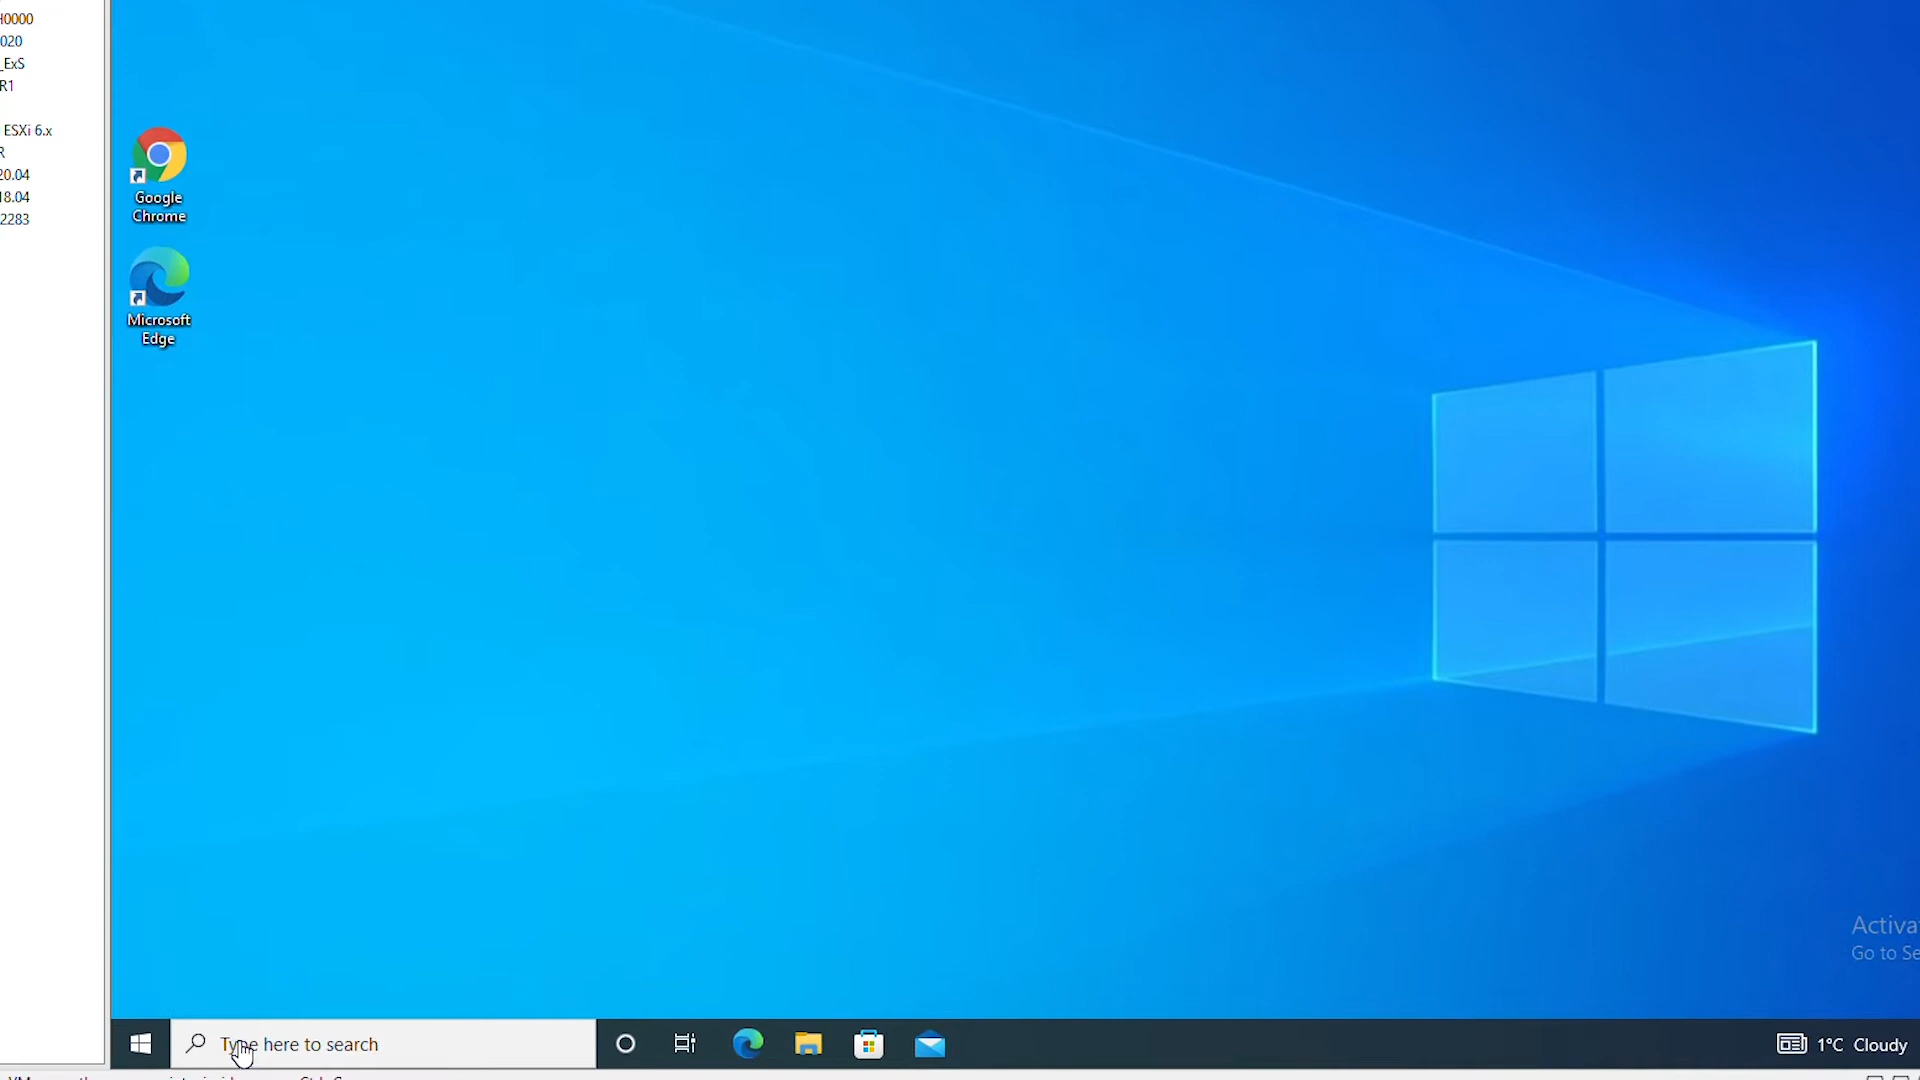 H0000
020
_ExS
R1
ESXi 6.x
R
20.04
18.04
2283
Google
Chrome
Microsoft
Edge
Activa
Go to Se
Type here to search
1°C Cloudy